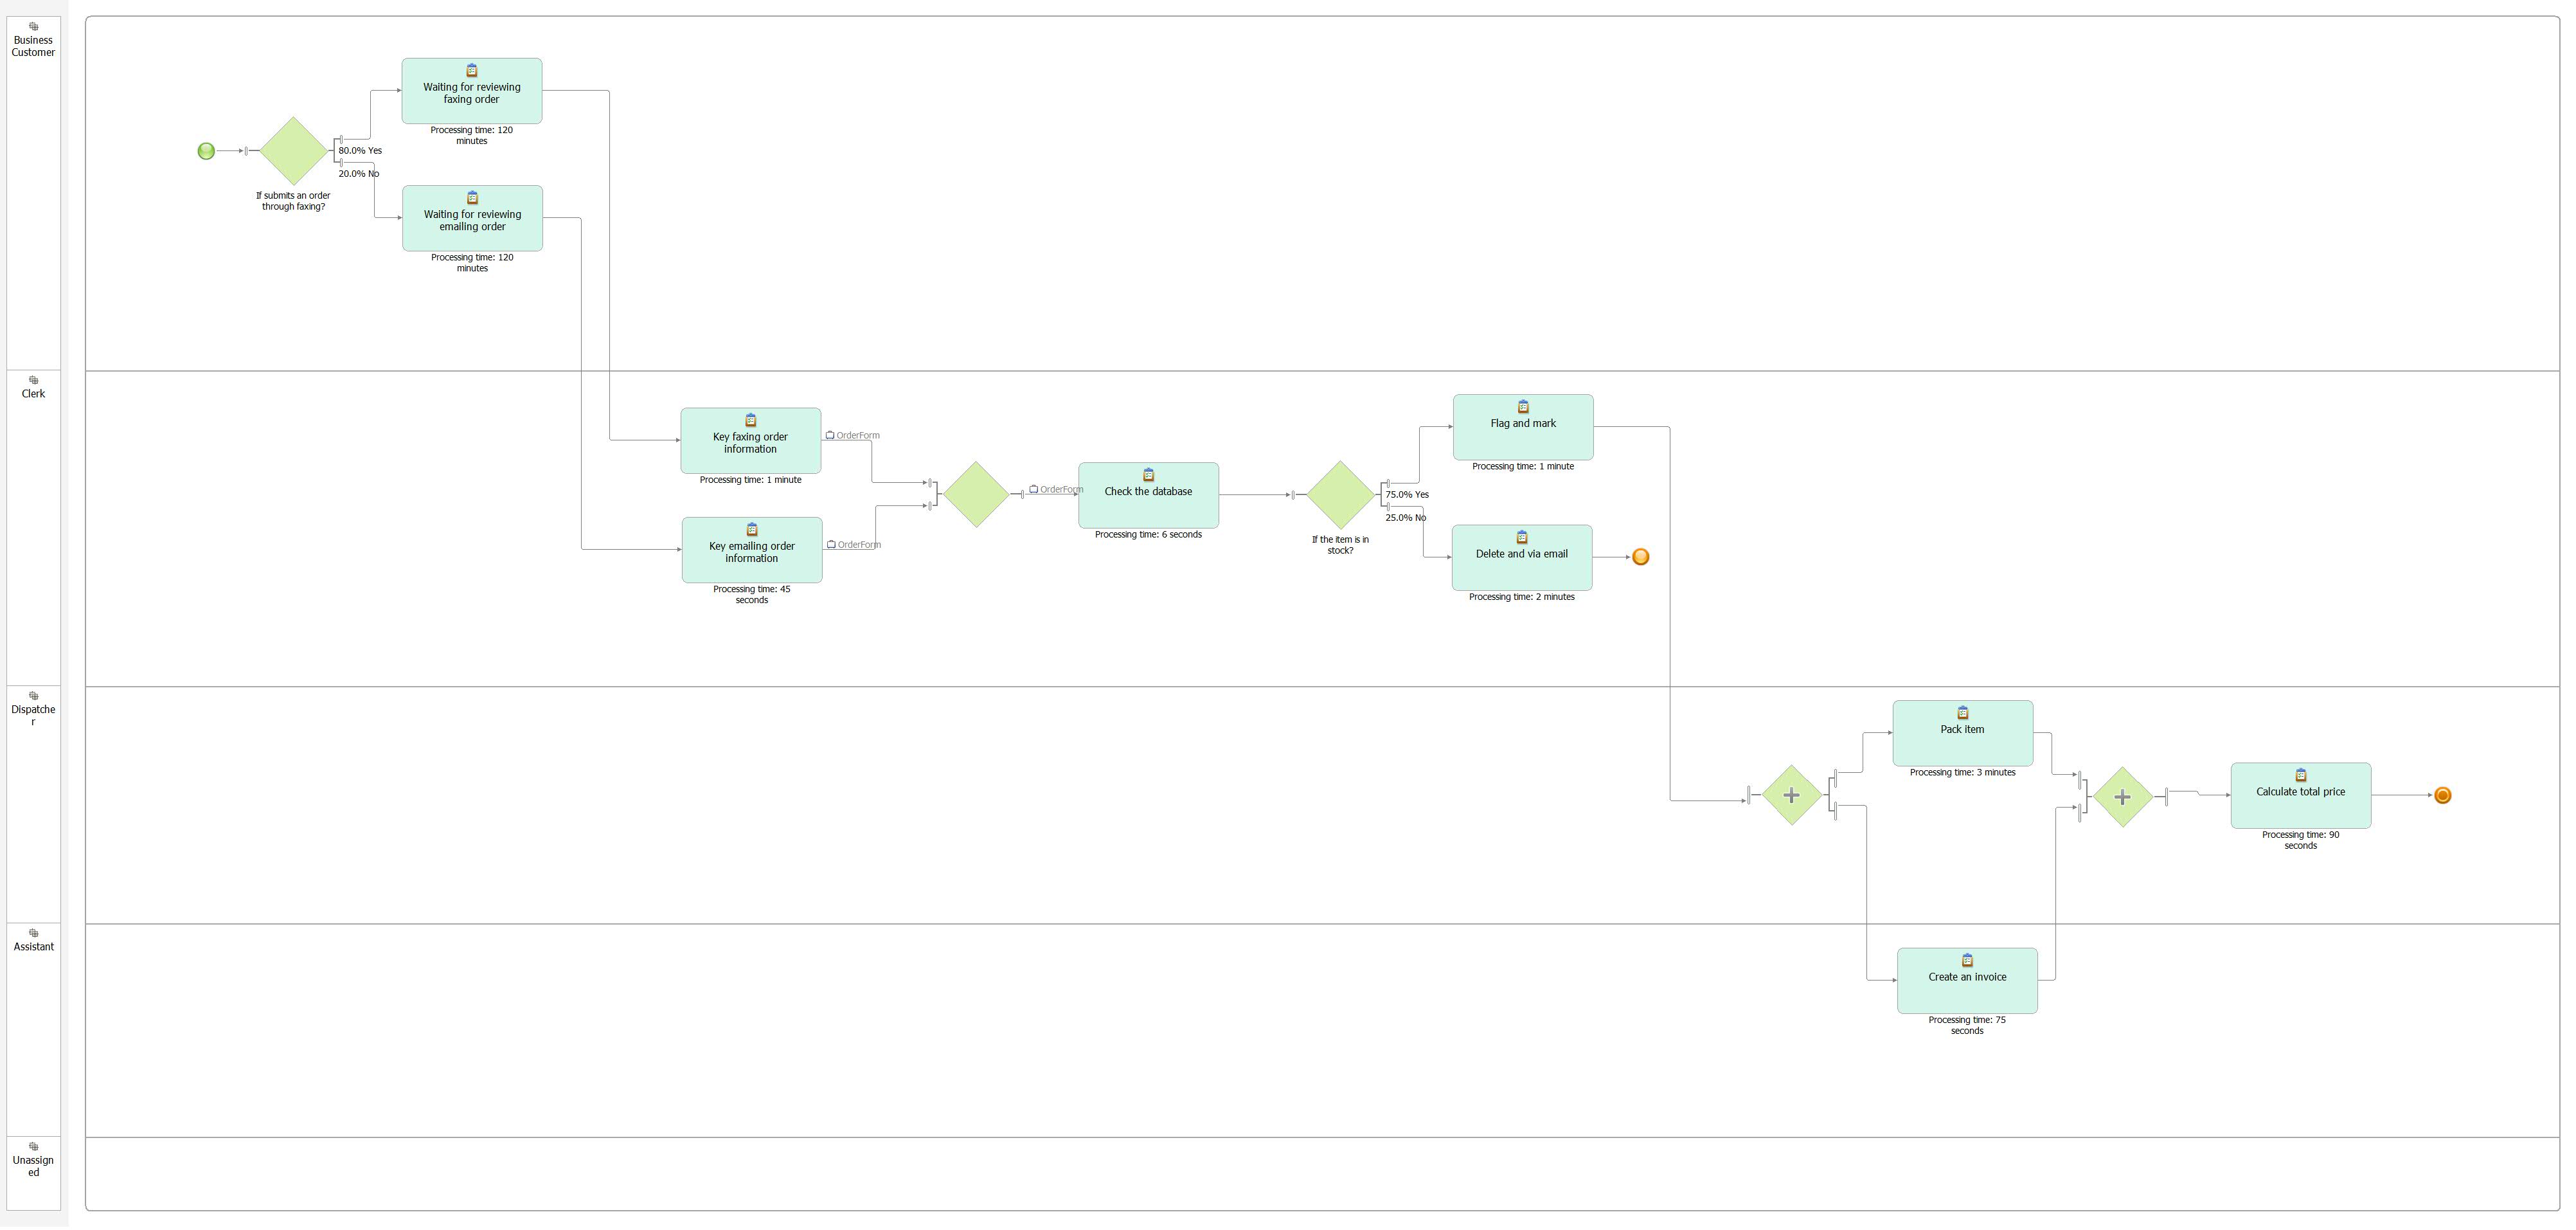 Business
Customer
Waiting for reviewing
faxing order
Processing time: 120
minutes
80.0% Yes
20.0% No
If submits an order
through faxing?
Waiting for reviewing
emailing order
Processing time: 120
minutes
Clerk
Key faxing order
information
Processing time: 1 minute
OrderForm
Key emailing order
information
Processing time: 45
seconds
OrderForm
OrderForm
Check the database
Processing time: 6 seconds
If the item is in
stock?
75.0% Yes
25.0% No
Flag and mark
Processing time: 1 minute
Delete and via email
Processing time: 2 minutes
Dispatche
r
Pack item
Processing time: 3 minutes
Calculate total price
Processing time: 90
seconds
Assistant
Create an invoice
Processing time: 75
seconds
Unassign
ed